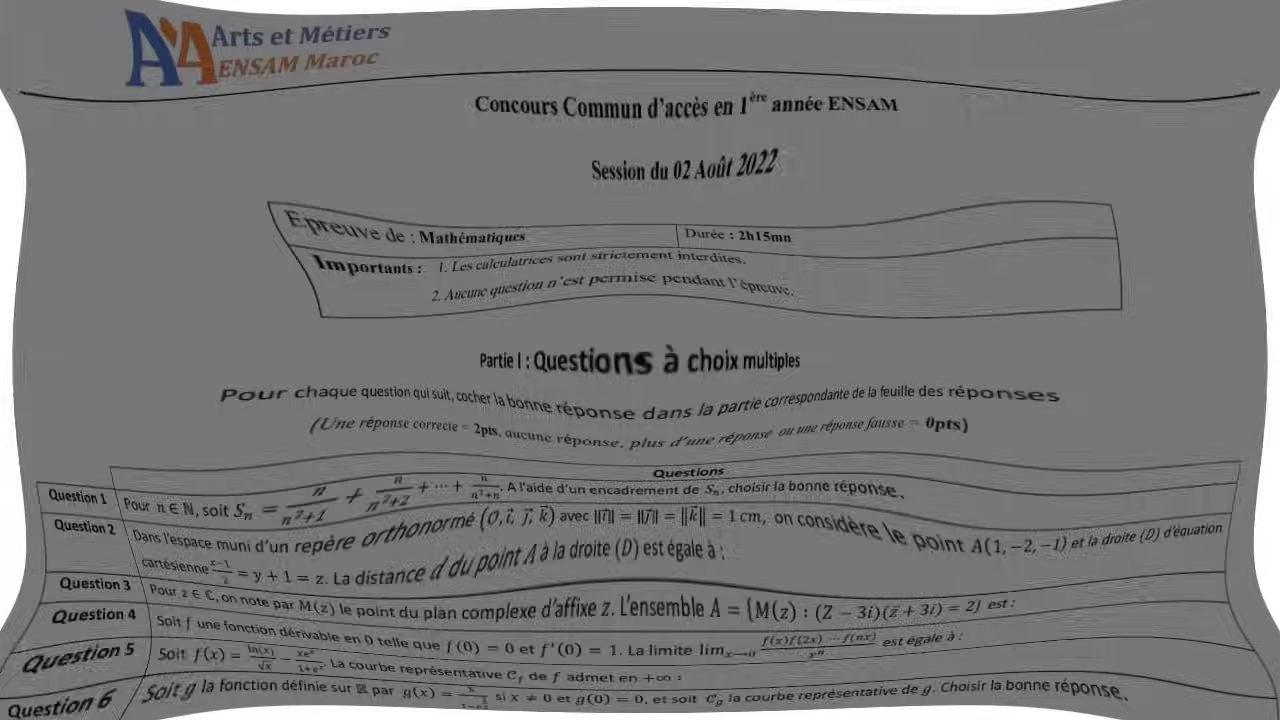 Arts et Métiers
ENSAM Maroc
Concours Commun d'accès en 1ère année ENSAM
Session du 02 Août 2022
Epreuve de : Mathématiques
Durée : 2h15mn
Importants : 1. Les calculatrices sont strictement interdites.
2. Aucune question n'est permise pendant l'épreuve.
Partie I : Questions à choix multiples
Pour chaque question qui suit, cocher la bonne réponse dans la partie correspondante de la feuille des réponses
(Une réponse correcte = 2pts, aucune réponse, plus d'une réponse ou une réponse fausse = 0pts)
Questions
Question 1 Pour n ∈ ℕ, soit Sₙ = n/(n²+1) + n/(n²+2) + ⋯ + n/(n²+n). A l'aide d'un encadrement de Sₙ, choisir la bonne réponse.
Question 2 Dans l'espace muni d'un repère orthonormé (O, i⃗, j⃗, k⃗) avec ‖i⃗‖ = ‖j⃗‖ = ‖k⃗‖ = 1 cm, on considère le point A(1, −2, −1) et la droite (D) d'équation
cartésienne (x−1)/2 = y + 1 = z. La distance d du point A à la droite (D) est égale à :
Question 3 Pour z ∈ ℂ, on note par M(z) le point du plan complexe d'affixe z. L'ensemble A = {M(z) : (Z − 3i)(z̄ + 3i) = 2} est :
Question 4 Soit f une fonction dérivable en 0 telle que f(0) = 0 et f'(0) = 1. La limite limₓ→₀ f(x)f(2x) ⋯ f(nx)/xⁿ est égale à :
Question 5 Soit f(x) = ln(x)/√x − xeˣ/(1+eˣ). La courbe représentative C_f de f admet en +∞ :
Question 6 Soit g la fonction définie sur ℝ par g(x) = si x ≠ 0 et g(0) = 0, et soit C_g la courbe représentative de g. Choisir la bonne réponse.